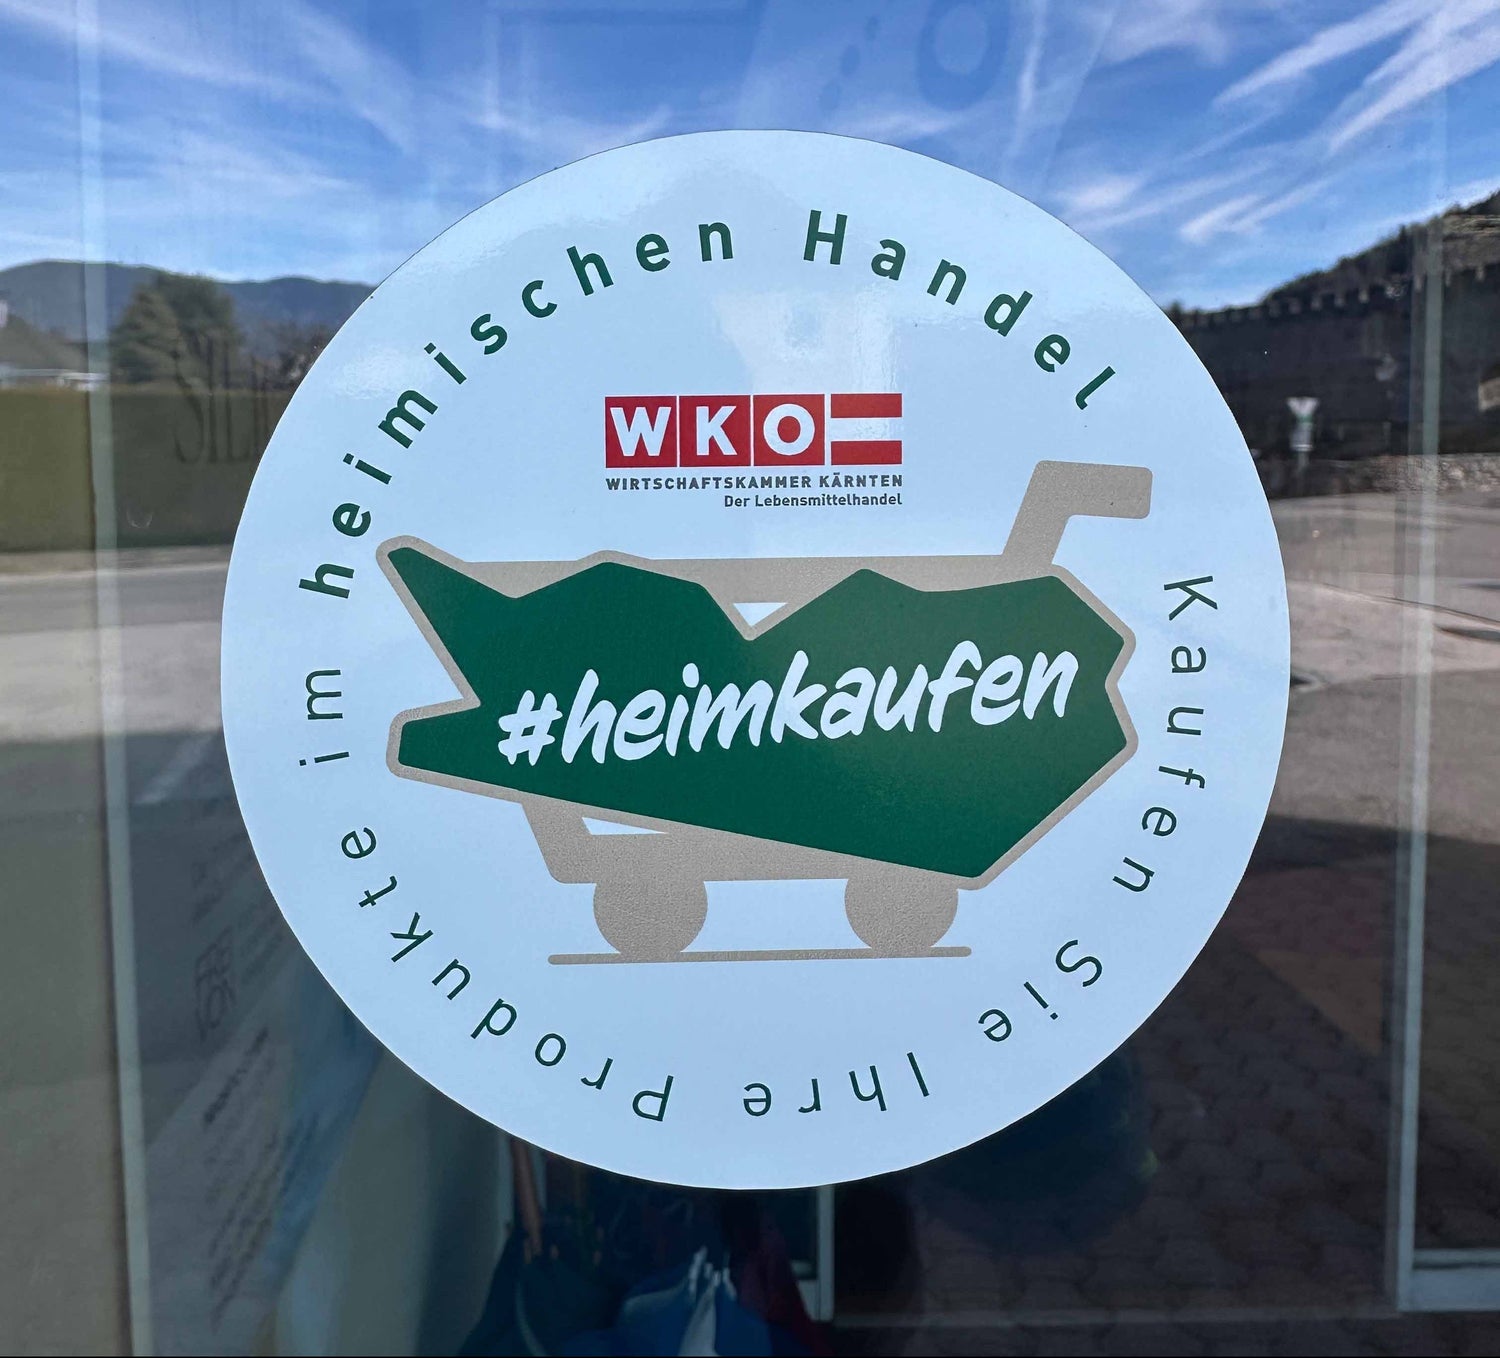 Kaufen Sie Ihre Produkte im heimischen Handel
WKO
WIRTSCHAFTSKAMMER KÄRNTEN
Der Lebensmittelhandel
#heimkaufen